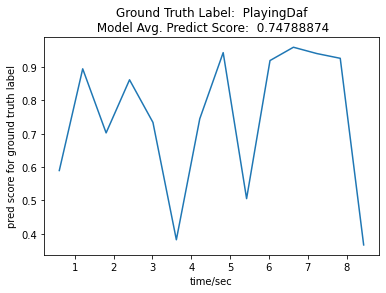 Ground Truth Label:  PlayingDaf
Model Avg. Predict Score:  0.74788874
pred score for ground truth label
0.9
0.8
0.7
0.6
0.5
0.4
1 2 3 4 5 6 7 8
time/sec